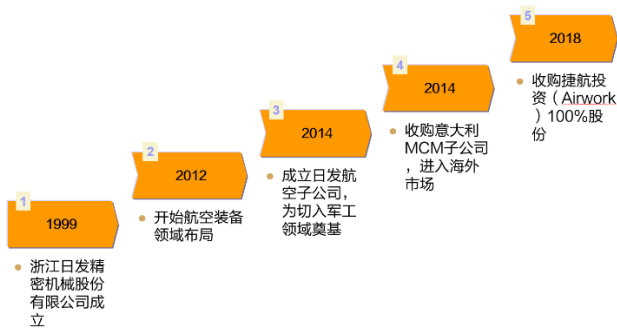 1
1999
浙江日发精
密机械股份
有限公司成
立
2
2012
开始航空装备
领域布局
3
2014
成立日发航
空子公司，
为切入军工
领域奠基
4
2014
收购意大利
MCM子公司
，进入海外
市场
5
2018
收购捷航投
资（Airwork
）100%股
份